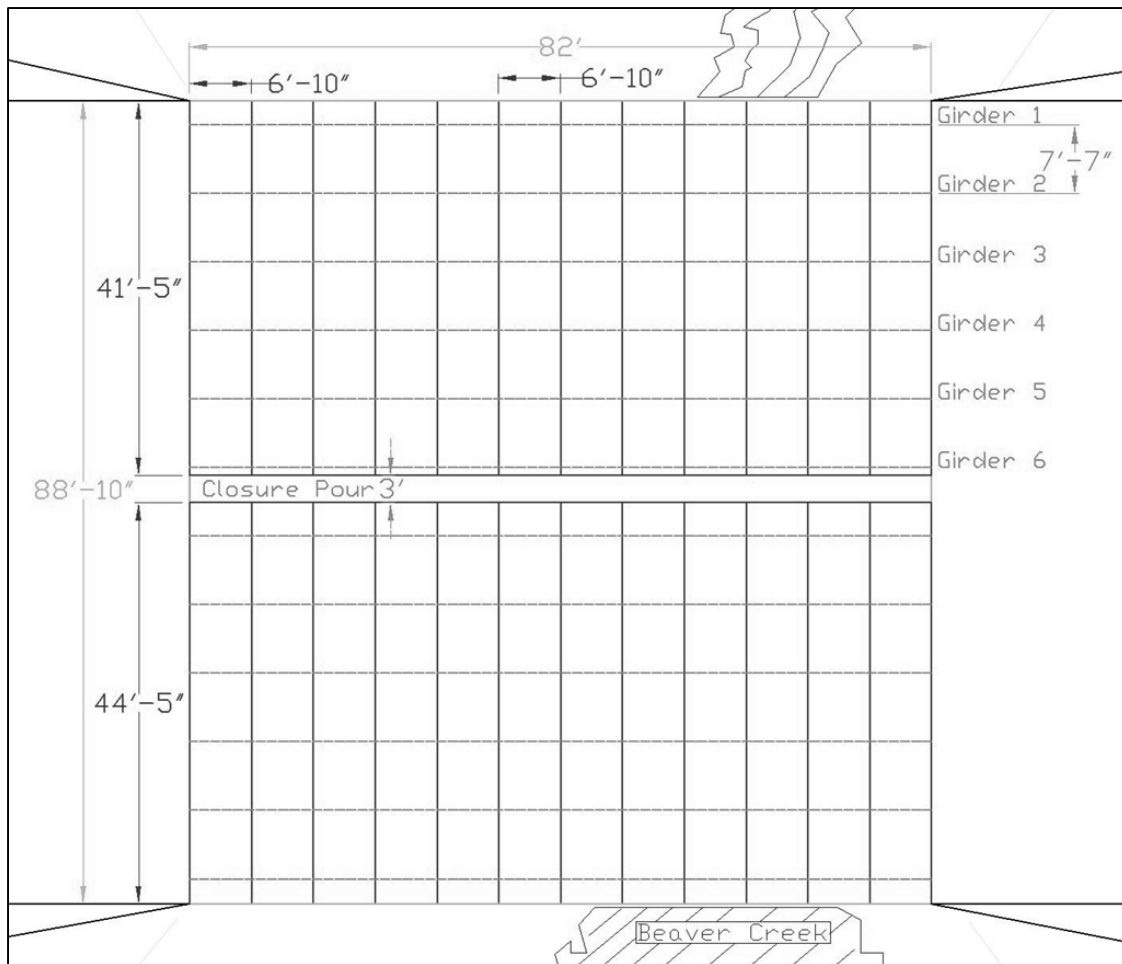 82'
6'-10" 6'-10"
Girder 1
7'-7"
Girder 2
Girder 3
41'-5"
Girder 4
Girder 5
Girder 6
88'-10" Closure Pour 3'
44'-5"
Beaver Creek